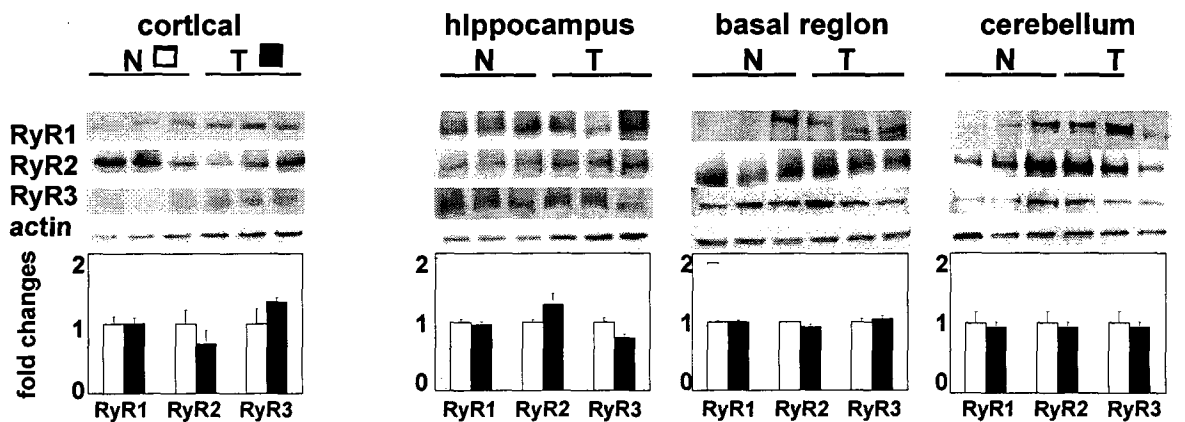 cortical hippocampus basal region cerebellum
N T N T N T N T
RyR1
RyR2
RyR3
actin
fold changes
2 2 2 2
1 1 1 1
0 0 0 0
RyR1 RyR2 RyR3 RyR1 RyR2 RyR3 RyR1 RyR2 RyR3 RyR1 RyR2 RyR3